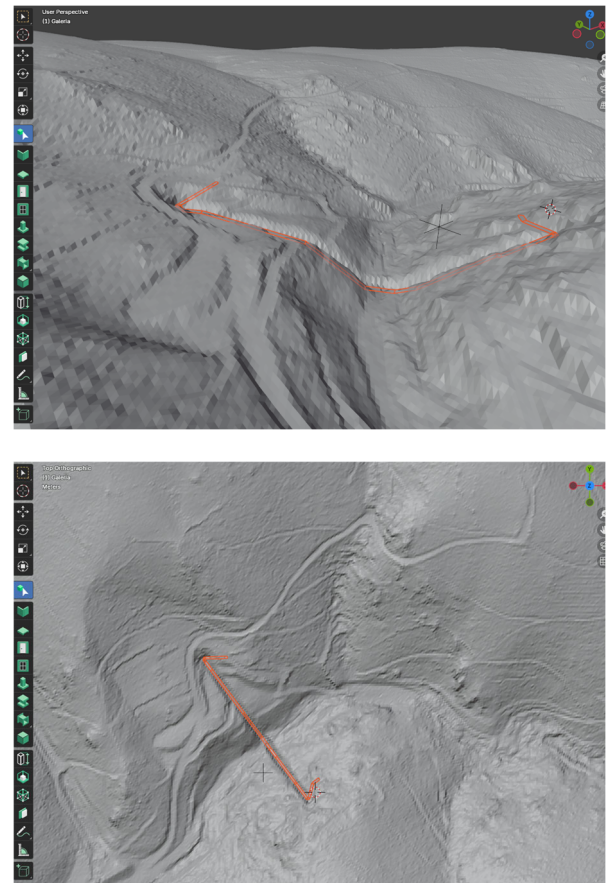 User Perspective
(1) Galeria
Top Orthographic
(1) Galeria
Meters